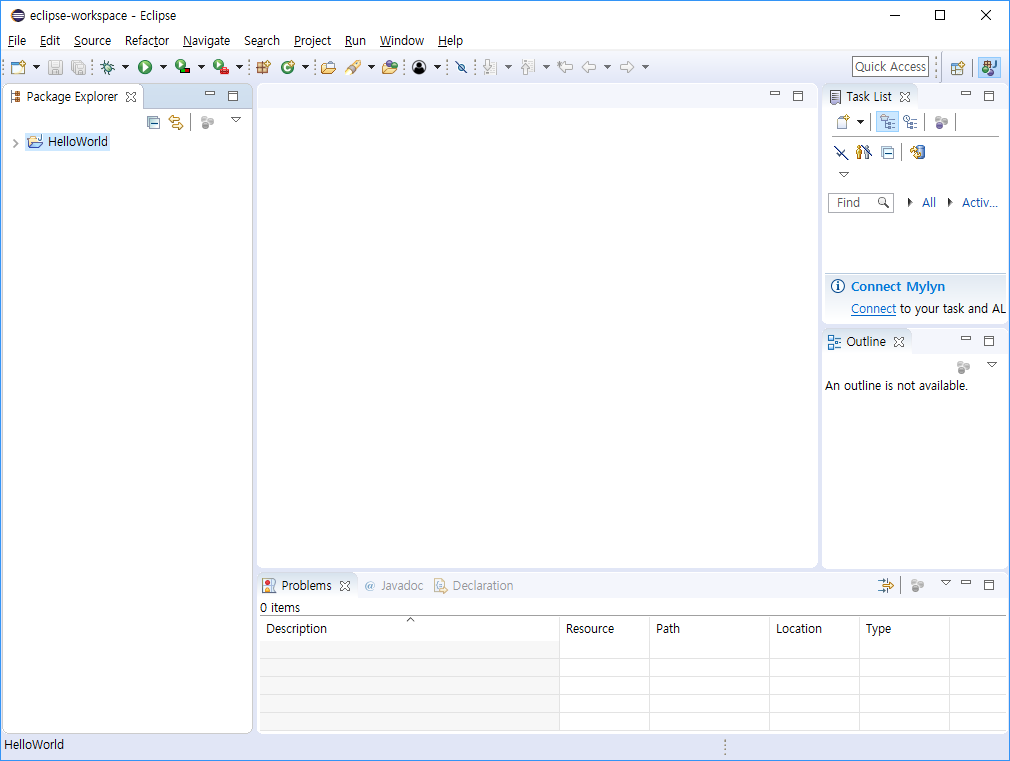 eclipse-workspace - Eclipse
File Edit Source Refactor Navigate Search Project Run Window Help
Quick Access
Package Explorer
HelloWorld
Task List
Find All Activ...
Connect Mylyn
Connect to your task and AL
Outline
An outline is not available.
Problems @ Javadoc Declaration
0 items
Description Resource Path Location Type
HelloWorld